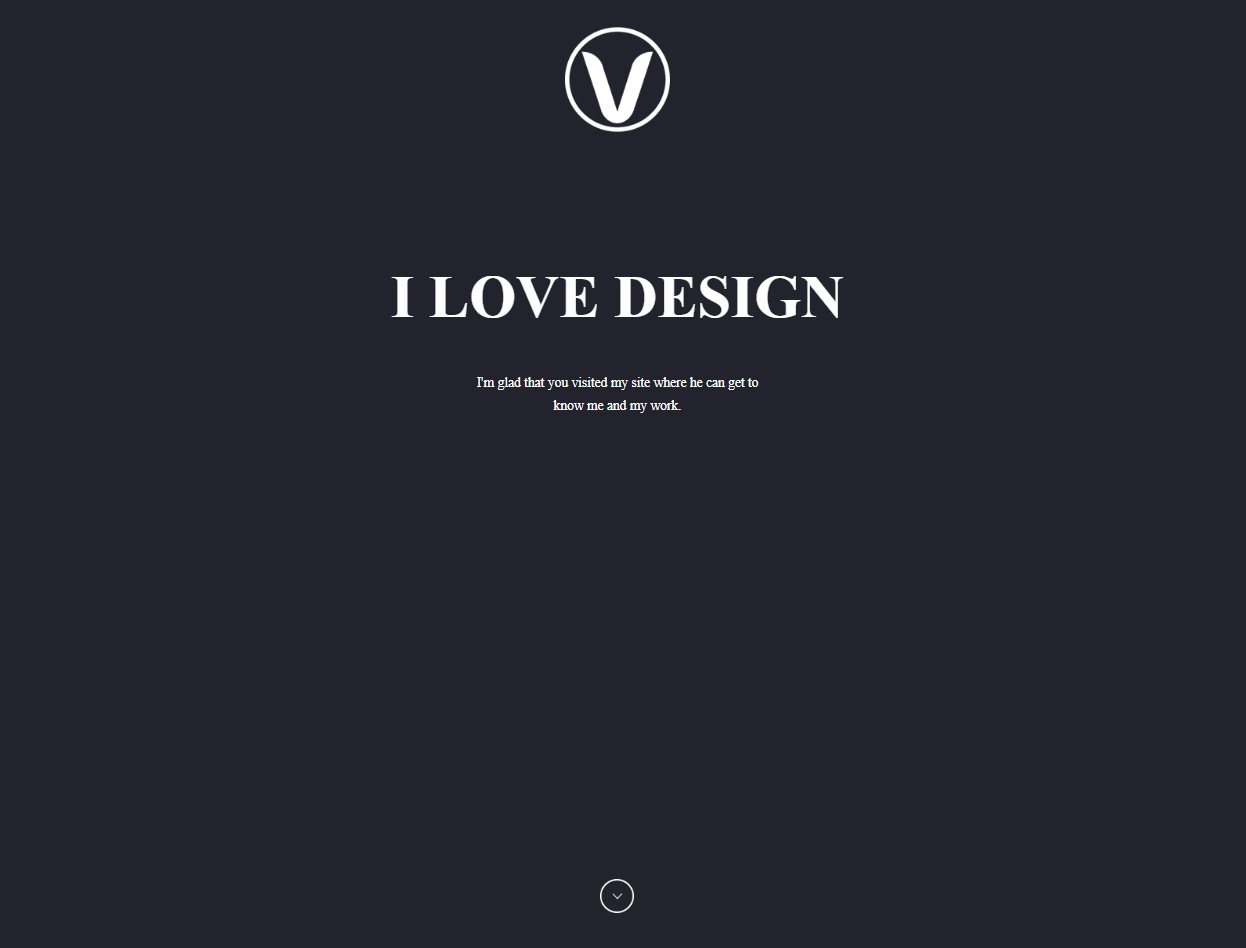 V
I LOVE DESIGN
I'm glad that you visited my site where he can get to
know me and my work.